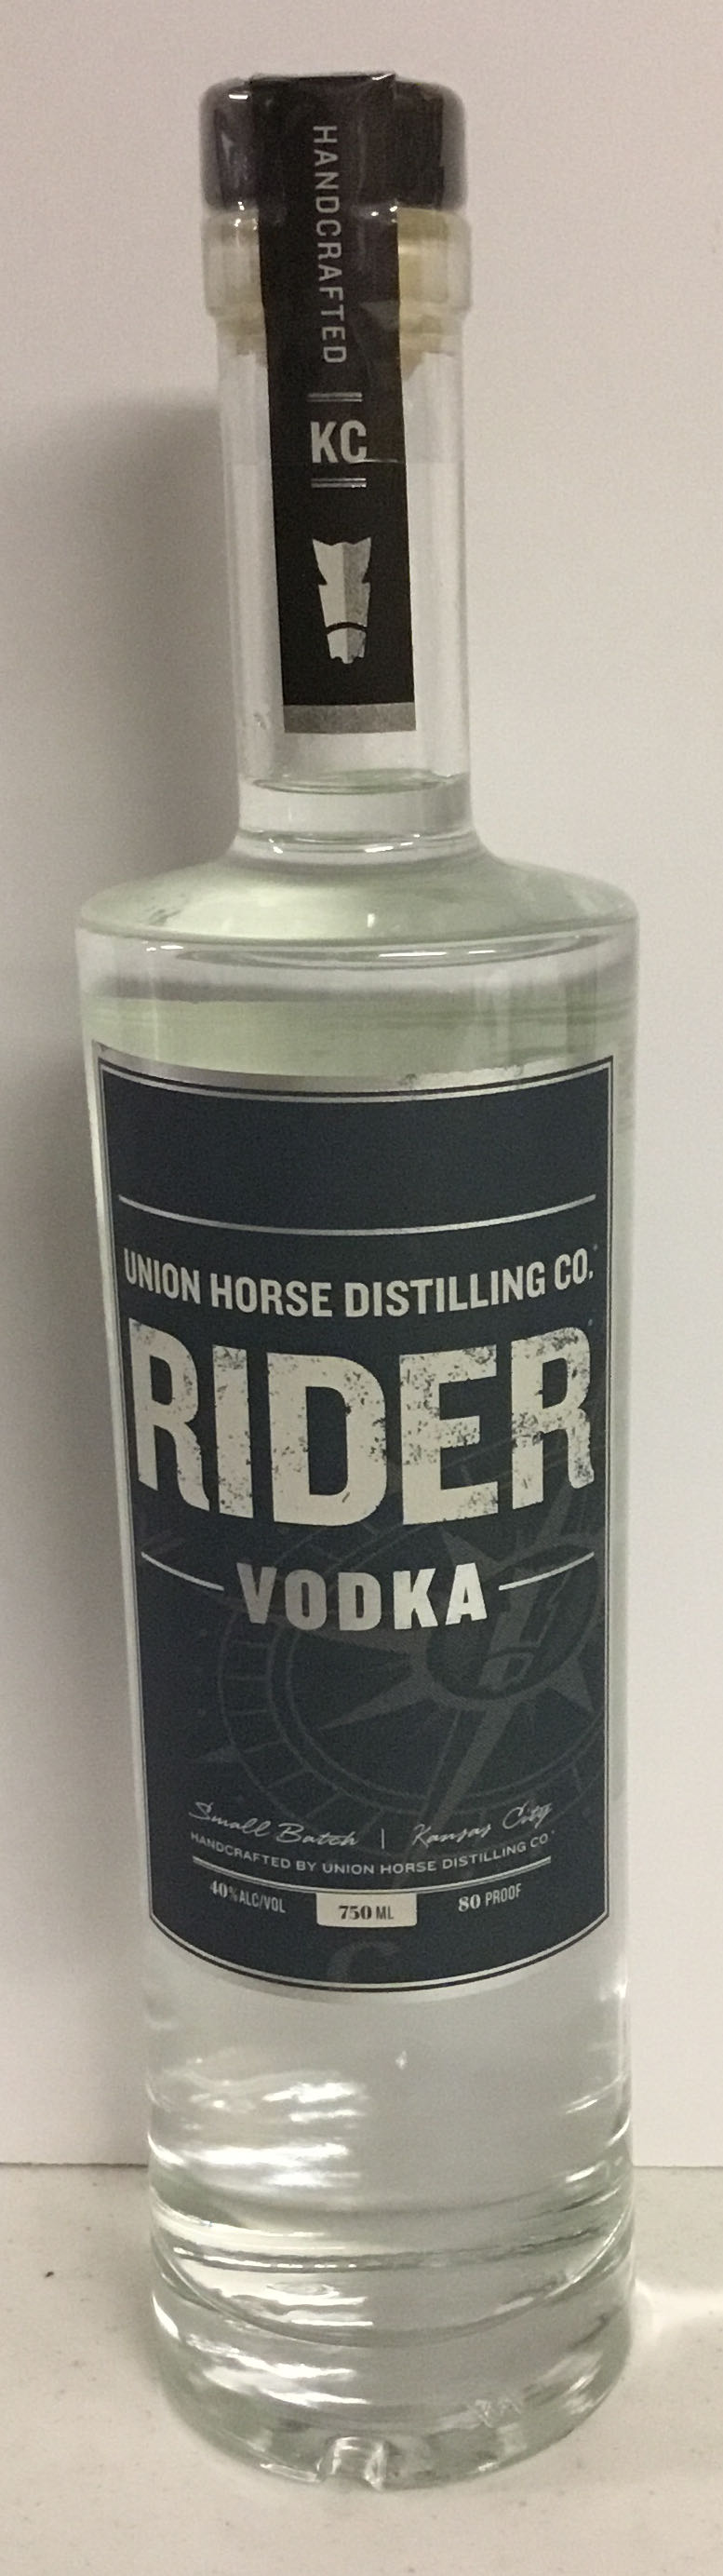 HANDCRAFTED
KC
UNION HORSE DISTILLING CO.
RIDER
VODKA
Small Batch | Kansas City
HANDCRAFTED BY UNION HORSE DISTILLING CO.
40% ALC/VOL 750 ML 80 PROOF